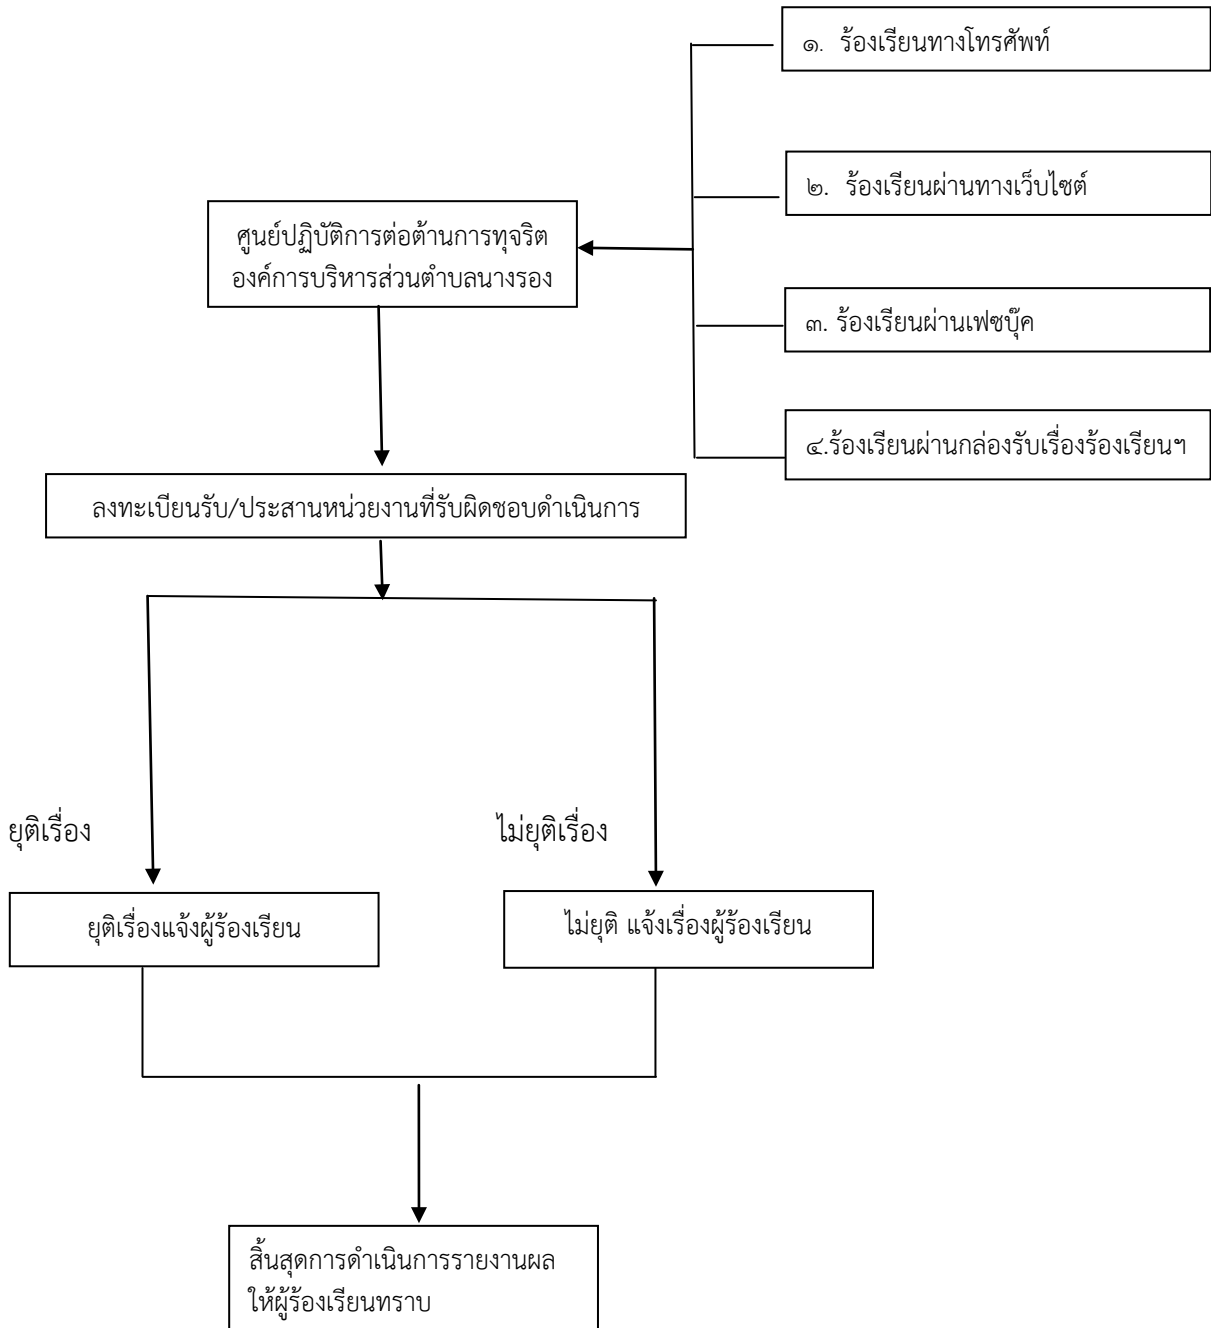 ๑. ร้องเรียนทางโทรศัพท์
๒. ร้องเรียนผ่านทางเว็บไซต์
ศูนย์ปฏิบัติการต่อต้านการทุจริต
องค์การบริหารส่วนตำบลนางรอง
๓. ร้องเรียนผ่านเฟซบุ๊ค
๔.ร้องเรียนผ่านกล่องรับเรื่องร้องเรียนฯ
ลงทะเบียนรับ/ประสานหน่วยงานที่รับผิดชอบดำเนินการ
ยุติเรื่อง
ไม่ยุติเรื่อง
ยุติเรื่องแจ้งผู้ร้องเรียน
ไม่ยุติ แจ้งเรื่องผู้ร้องเรียน
สิ้นสุดการดำเนินการรายงานผล
ให้ผู้ร้องเรียนทราบ